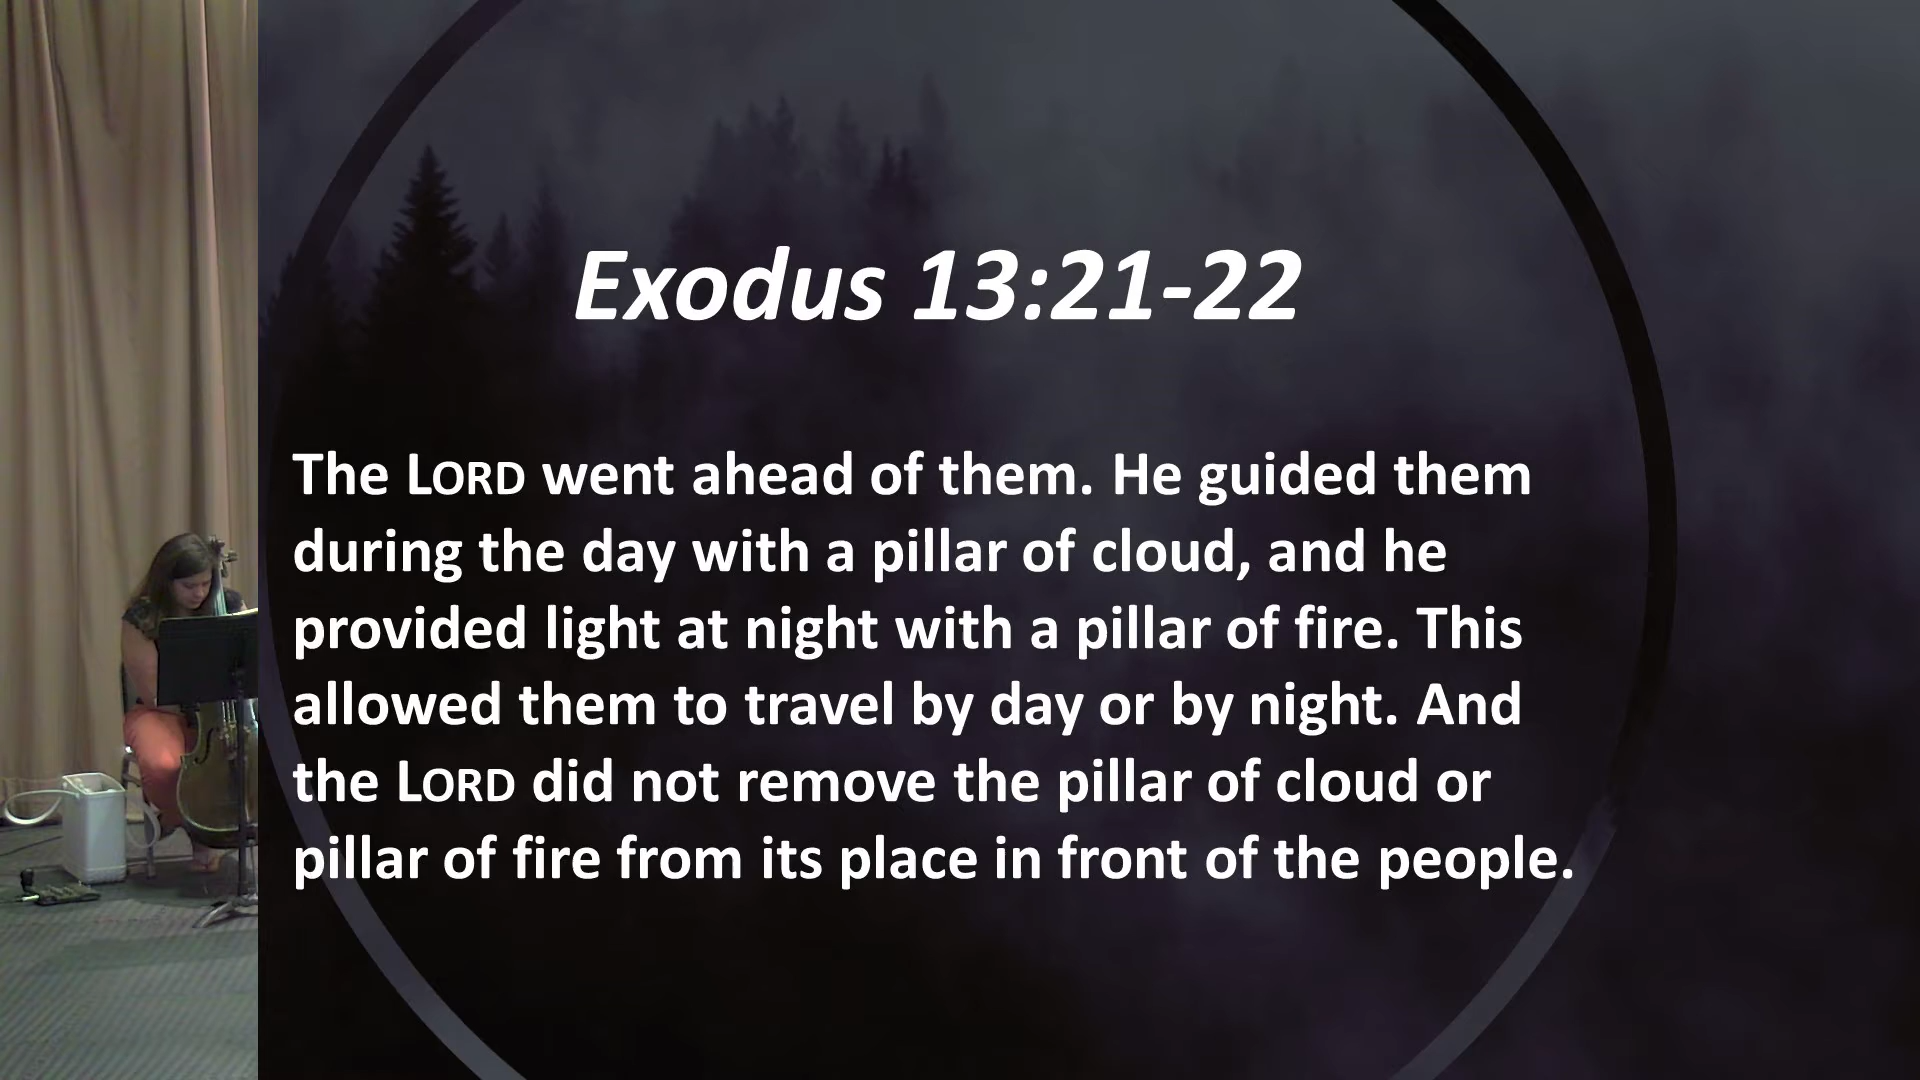 Exodus 13:21-22
The LORD went ahead of them. He guided them
during the day with a pillar of cloud, and he
provided light at night with a pillar of fire. This
allowed them to travel by day or by night. And
the LORD did not remove the pillar of cloud or
pillar of fire from its place in front of the people.